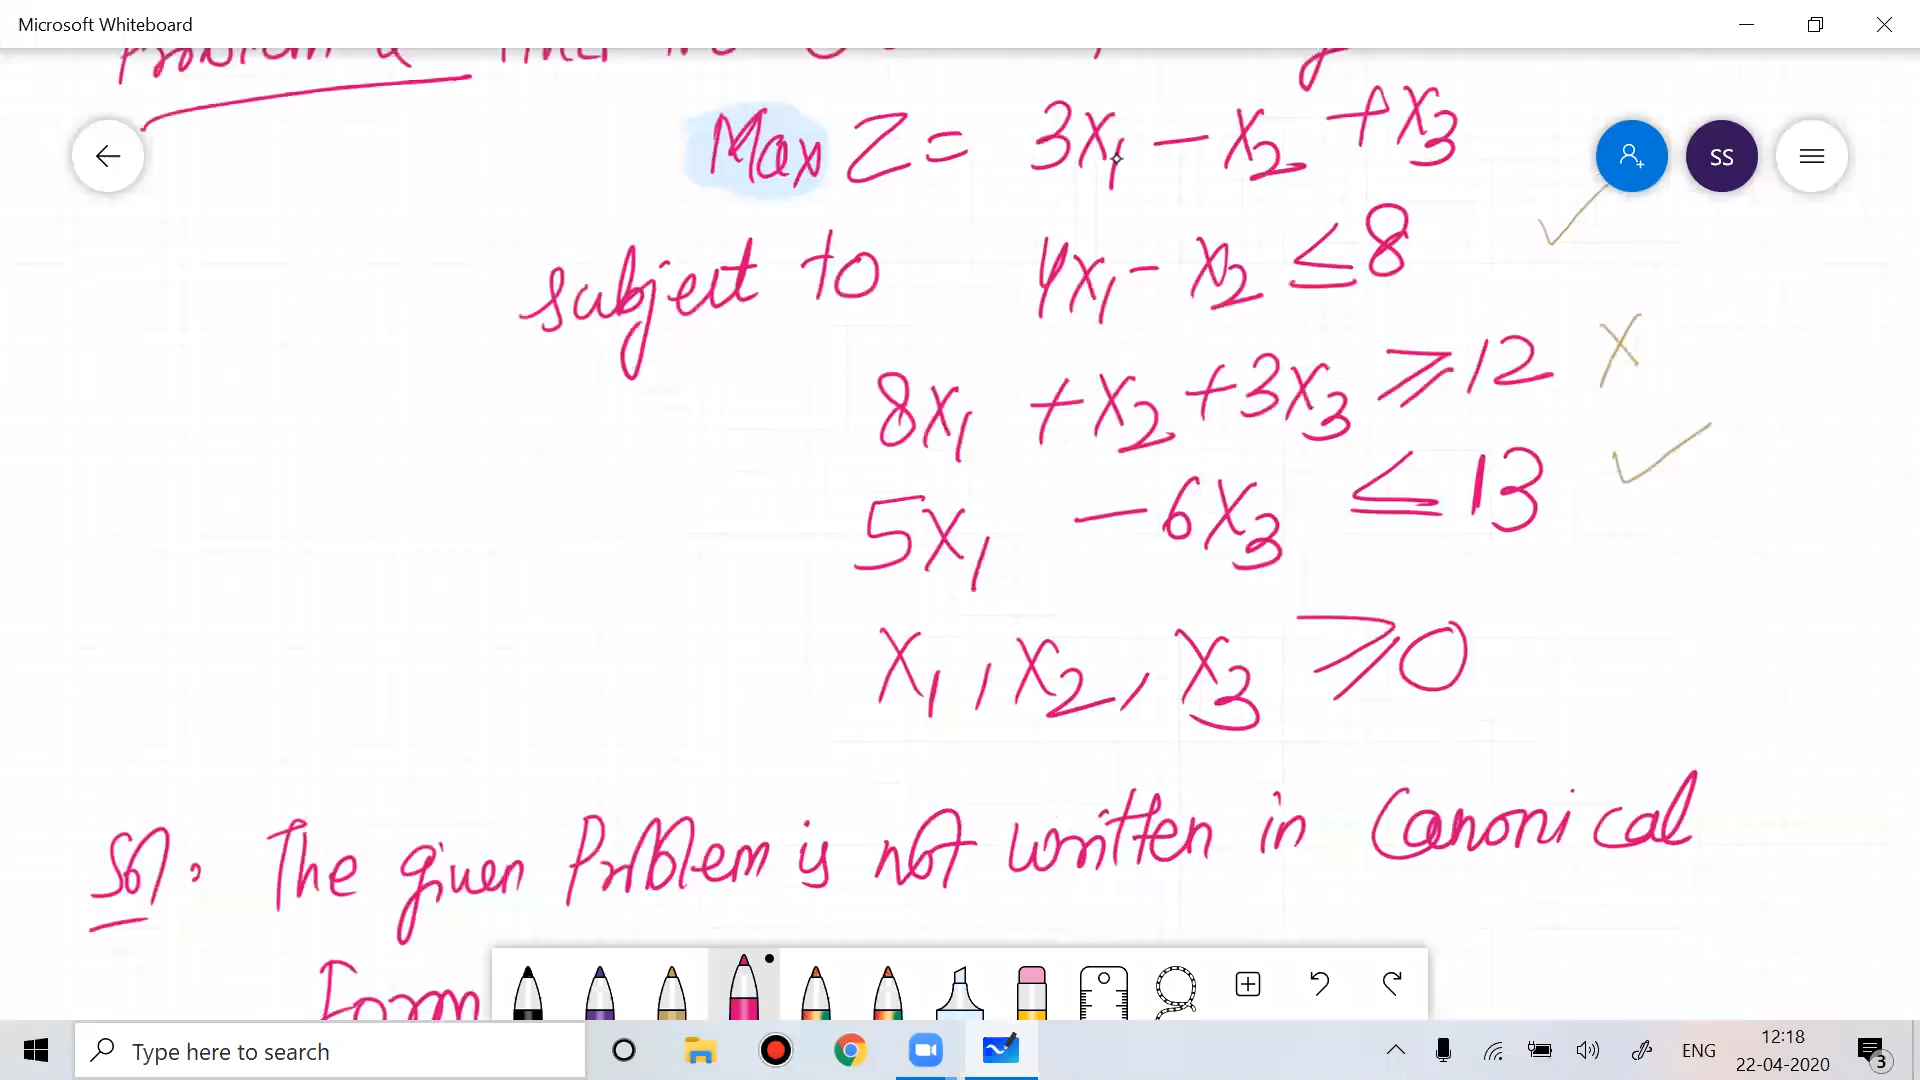 Microsoft Whiteboard
Max Z = 3x₁ - x₂ + x₃
SS
subject to 4x₁ - x₂ ≤ 8
8x₁ + x₂ + 3x₃ ≥ 12
5x₁ - 6x₃ ≤ 13
x₁, x₂, x₃ ≥ 0
Sol. The given Problem is not written in Canonical
Form
Type here to search
ENG
12:18
22-04-2020
3